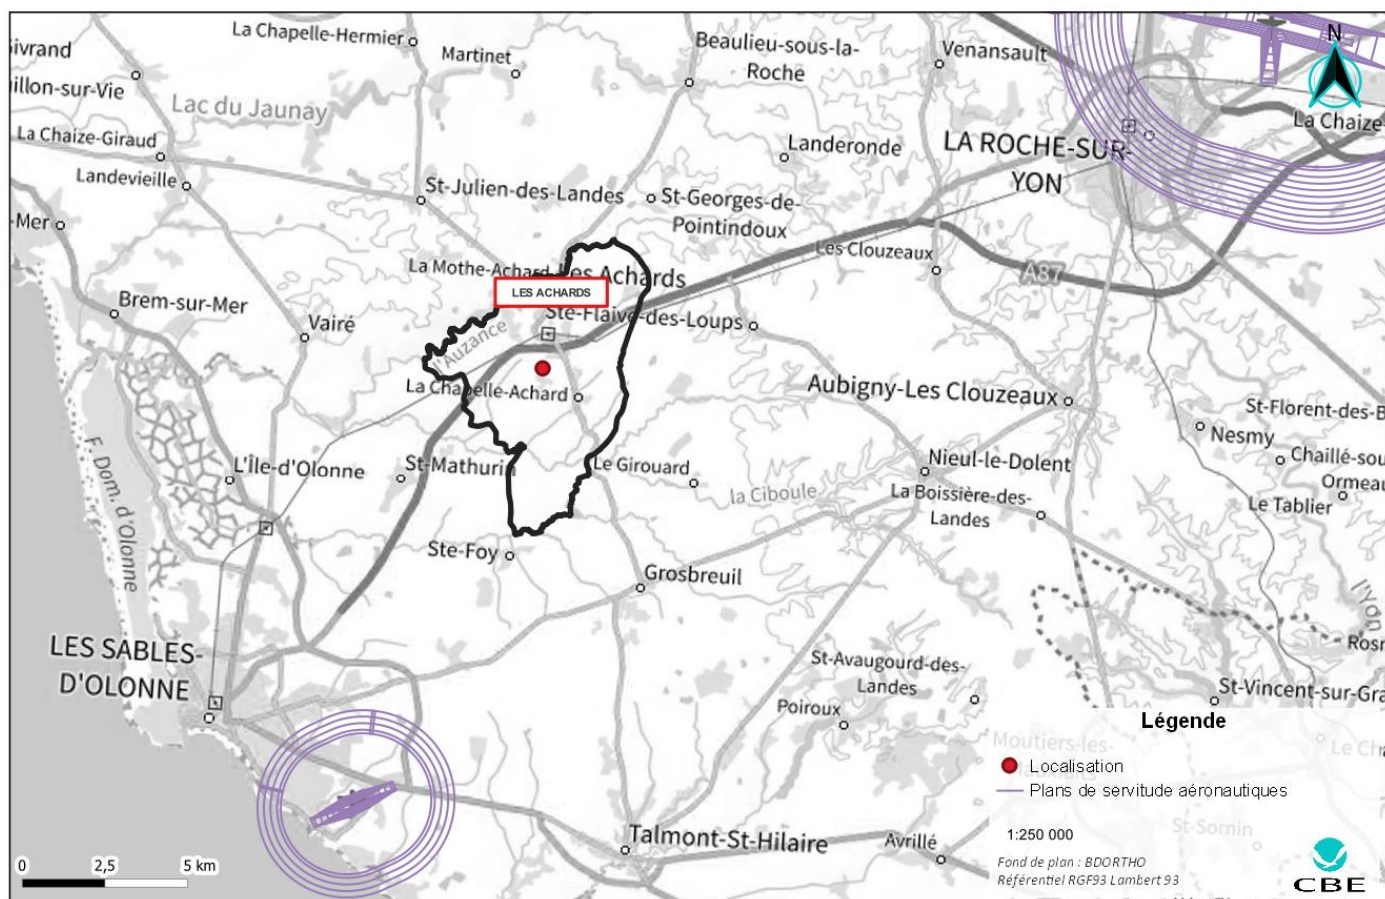 La Chapelle-Hermier
Martinet
Beaulieu-sous-la-
Roche
Venansault
N
Givrand
illon-sur-Vie
Lac du Jaunay
La Chaize-Giraud
Landevieille
-Mer
St-Julien-des-Landes
St-Georges-de-
Pointindoux
Landeronde
LA ROCHE-SUR-
YON
La Chaize-
Les Clouzeaux
A87
La Mothe-Achard
Les Achards
LES ACHARDS
Ste-Flaive-des-Loups
Brem-sur-Mer
Vairé
l'Auzance
La Chapelle-Achard
Aubigny-Les Clouzeaux
St-Florent-des-B
Nesmy
Chaillé-sou
Ormeau
Le Tablier
F. Dom. d'Olonne
L'Île-d'Olonne
St-Mathurin
Le Girouard
la Ciboule
Nieul-le-Dolent
La Boissière-des-
Landes
Ste-Foy
Grosbreuil
l'Yon
Rosn
LES SABLES-
D'OLONNE
St-Avaugourd-des-
Landes
Poiroux
St-Vincent-sur-Gra
Légende
Moutiers-les-
Le Cha
Localisation
Plans de servitude aéronautiques
St-Sornin
1:250 000
Fond de plan : BDORTHO
Référentiel RGF93 Lambert 93
CBE
Talmont-St-Hilaire
Avrillé
0 2,5 5 km